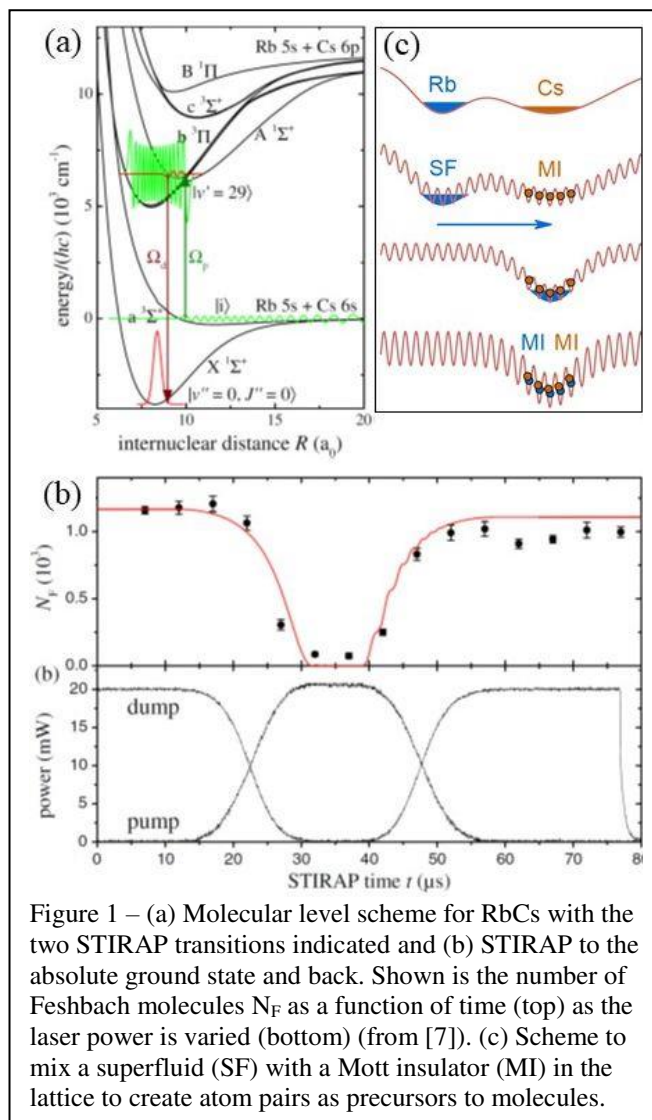 (a)
Rb 5s + Cs 6p
B ¹Π
c ³Σ⁺
b ³Π
A ¹Σ⁺
|v' = 29⟩
Ω_d
Ω_p
|i⟩
Rb 5s + Cs 6s
a ³Σ⁺
X ¹Σ⁺
|v'' = 0, J'' = 0⟩
energy/(hc) (10³ cm⁻¹)
10
5
0
5
10
15
20
internuclear distance R (a₀)
(c)
Rb
Cs
SF
MI
MI MI
(b)
N_F (10³)
1.0
0.5
0.0
(b)
power (mW)
20
15
10
5
0
dump
pump
0 10 20 30 40 50 60 70 80
STIRAP time t (μs)
Figure 1 – (a) Molecular level scheme for RbCs with the
two STIRAP transitions indicated and (b) STIRAP to the
absolute ground state and back. Shown is the number of
Feshbach molecules N_F as a function of time (top) as the
laser power is varied (bottom) (from [7]). (c) Scheme to
mix a superfluid (SF) with a Mott insulator (MI) in the
lattice to create atom pairs as precursors to molecules.